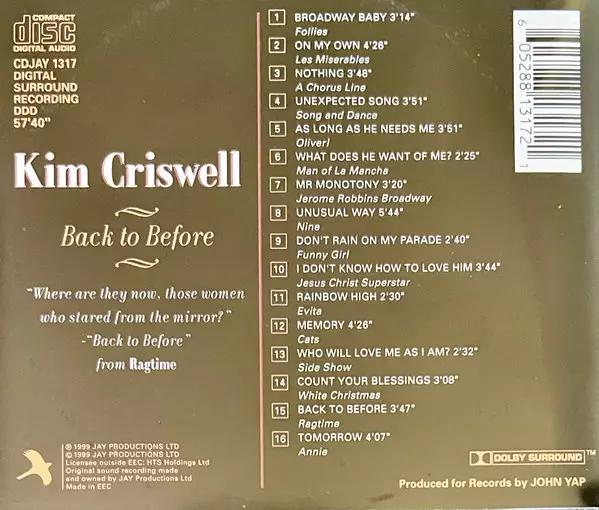 COMPACT
disc
DIGITAL AUDIO
CDJAY 1317
DIGITAL
SURROUND
RECORDING
DDD
57'40"
Kim Criswell
Back to Before
"Where are they now, those women
who stared from the mirror?"
-"Back to Before"
from Ragtime
℗ 1999 JAY PRODUCTIONS LTD
© 1999 JAY PRODUCTIONS LTD
Licensee outside EEC: HTS Holdings Ltd
Original sound recording made
and owned by JAY Productions Ltd
Made in EEC
1 BROADWAY BABY 3'14"
Follies
2 ON MY OWN 4'26"
Les Miserables
3 NOTHING 3'48"
A Chorus Line
4 UNEXPECTED SONG 3'51"
Song and Dance
5 AS LONG AS HE NEEDS ME 3'51"
Oliver!
6 WHAT DOES HE WANT OF ME? 2'25"
Man of La Mancha
7 MR MONOTONY 3'20"
Jerome Robbins Broadway
8 UNUSUAL WAY 5'44"
Nine
9 DON'T RAIN ON MY PARADE 2'40"
Funny Girl
10 I DON'T KNOW HOW TO LOVE HIM 3'44"
Jesus Christ Superstar
11 RAINBOW HIGH 2'30"
Evita
12 MEMORY 4'26"
Cats
13 WHO WILL LOVE ME AS I AM? 2'32"
Side Show
14 COUNT YOUR BLESSINGS 3'08"
White Christmas
15 BACK TO BEFORE 3'47"
Ragtime
16 TOMORROW 4'07"
Annie
6 05288 13172 1
DOLBY SURROUND™
Produced for Records by JOHN YAP